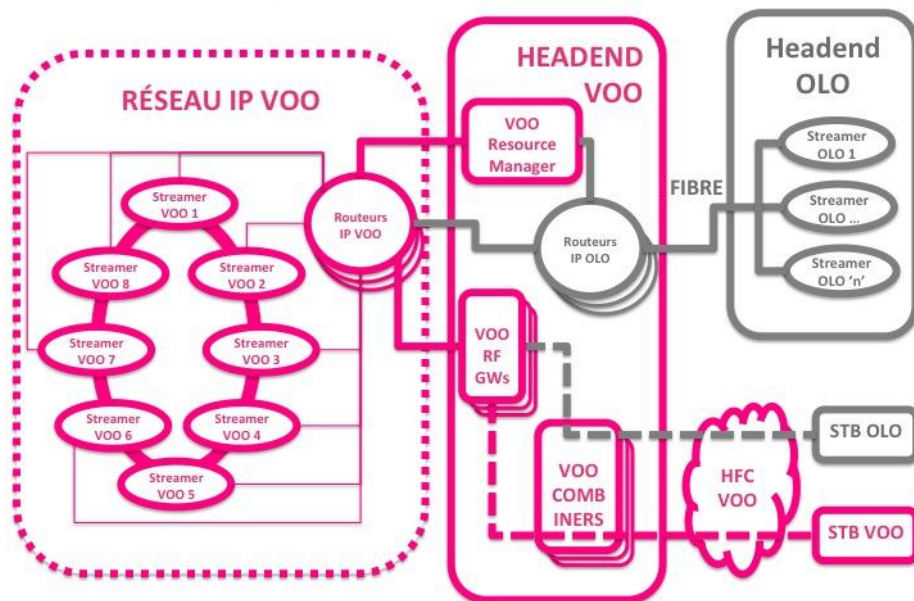 RÉSEAU IP VOO
HEADEND
VOO
Headend
OLO
VOO
Resource
Manager
Streamer
OLO 1
Streamer
OLO ...
Streamer
OLO ‘n’
FIBRE
Routeurs
IP VOO
Routeurs
IP OLO
Streamer
VOO 1
Streamer
VOO 8
Streamer
VOO 2
Streamer
VOO 7
Streamer
VOO 3
Streamer
VOO 6
Streamer
VOO 4
Streamer
VOO 5
VOO
RF
GWs
VOO
COMB
INERS
HFC
VOO
STB OLO
STB VOO